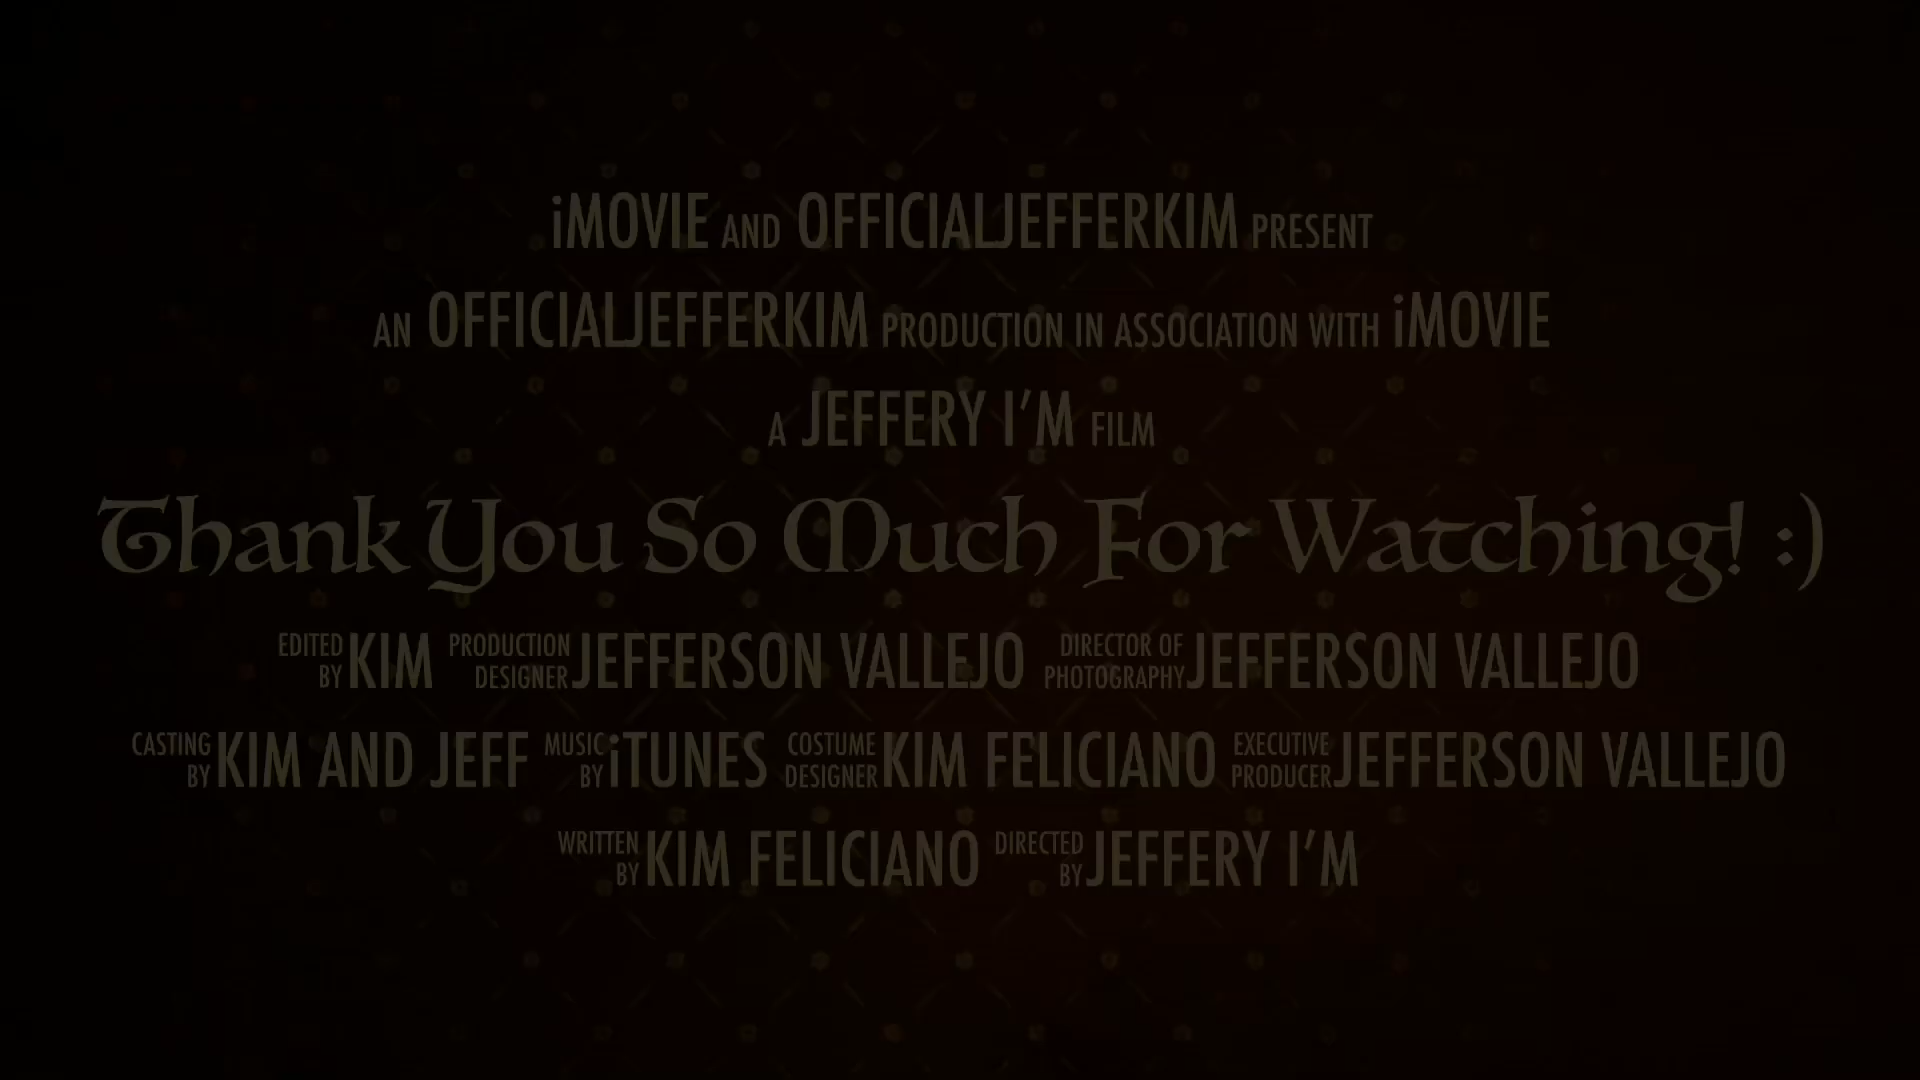 iMOVIE AND OFFICIALJEFFERKIM PRESENT
AN OFFICIALJEFFERKIM PRODUCTION IN ASSOCIATION WITH iMOVIE
A JEFFERY I'M FILM
Thank You So Much For Watching! :)
EDITED BY KIM PRODUCTION DESIGNER JEFFERSON VALLEJO DIRECTOR OF PHOTOGRAPHY JEFFERSON VALLEJO
CASTING BY KIM AND JEFF MUSIC BY iTUNES COSTUME DESIGNER KIM FELICIANO EXECUTIVE PRODUCER JEFFERSON VALLEJO
WRITTEN BY KIM FELICIANO DIRECTED BY JEFFERY I'M